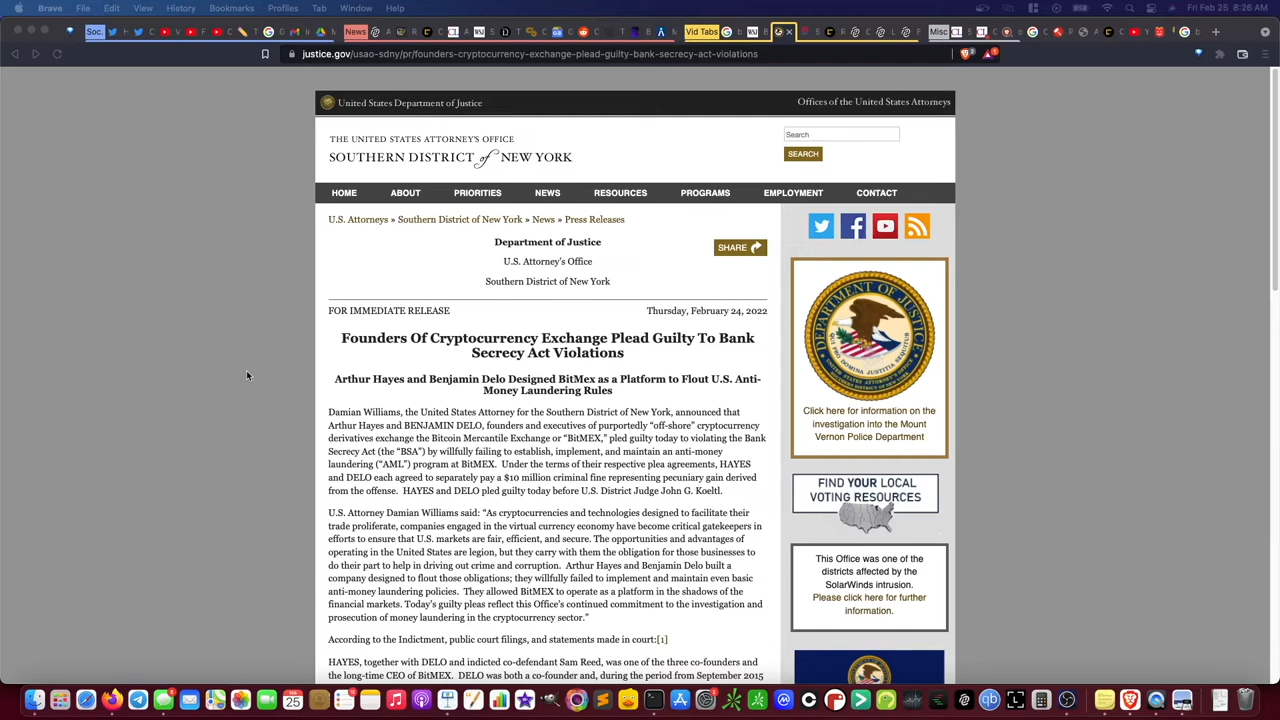 Brave File Edit View History Bookmarks Profiles Tab Window Help Fri Feb 25 8:26 AM
Soc. News Vid Tabs Misc
justice.gov/usao-sdny/pr/founders-cryptocurrency-exchange-plead-guilty-bank-secrecy-act-violations
United States Department of Justice
Offices of the United States Attorneys
THE UNITED STATES ATTORNEY'S OFFICE
SOUTHERN DISTRICT of NEW YORK
Search
SEARCH
HOME ABOUT PRIORITIES NEWS RESOURCES PROGRAMS EMPLOYMENT CONTACT
U.S. Attorneys » Southern District of New York » News » Press Releases
Department of Justice
SHARE
U.S. Attorney's Office
Southern District of New York
FOR IMMEDIATE RELEASE
Thursday, February 24, 2022
Founders Of Cryptocurrency Exchange Plead Guilty To Bank
Secrecy Act Violations
Arthur Hayes and Benjamin Delo Designed BitMex as a Platform to Flout U.S. Anti-
Money Laundering Rules
Damian Williams, the United States Attorney for the Southern District of New York, announced that
Arthur Hayes and BENJAMIN DELO, founders and executives of purportedly "off-shore" cryptocurrency
derivatives exchange the Bitcoin Mercantile Exchange or "BitMEX," pled guilty today to violating the Bank
Secrecy Act (the "BSA") by willfully failing to establish, implement, and maintain an anti-money
laundering ("AML") program at BitMEX. Under the terms of their respective plea agreements, HAYES
and DELO each agreed to separately pay a $10 million criminal fine representing pecuniary gain derived
from the offense. HAYES and DELO pled guilty today before U.S. District Judge John G. Koeltl.
U.S. Attorney Damian Williams said: "As cryptocurrencies and technologies designed to facilitate their
trade proliferate, companies engaged in the virtual currency economy have become critical gatekeepers in
efforts to ensure that U.S. markets are fair, efficient, and secure. The opportunities and advantages of
operating in the United States are legion, but they carry with them the obligation for those businesses to
do their part to help in driving out crime and corruption. Arthur Hayes and Benjamin Delo built a
company designed to flout those obligations; they willfully failed to implement and maintain even basic
anti-money laundering policies. They allowed BitMEX to operate as a platform in the shadows of the
financial markets. Today's guilty pleas reflect this Office's continued commitment to the investigation and
prosecution of money laundering in the cryptocurrency sector."
According to the Indictment, public court filings, and statements made in court:[1]
HAYES, together with DELO and indicted co-defendant Sam Reed, was one of the three co-founders and
the long-time CEO of BitMEX. DELO was both a co-founder and, during the period from September 2015
DEPARTMENT OF JUSTICE
QUI PRO DOMINA JUSTITIA SEQUITUR
Click here for information on the
investigation into the Mount
Vernon Police Department
FIND YOUR LOCAL
VOTING RESOURCES
This Office was one of the
districts affected by the
SolarWinds intrusion.
Please click here for further
information.
FEB
25